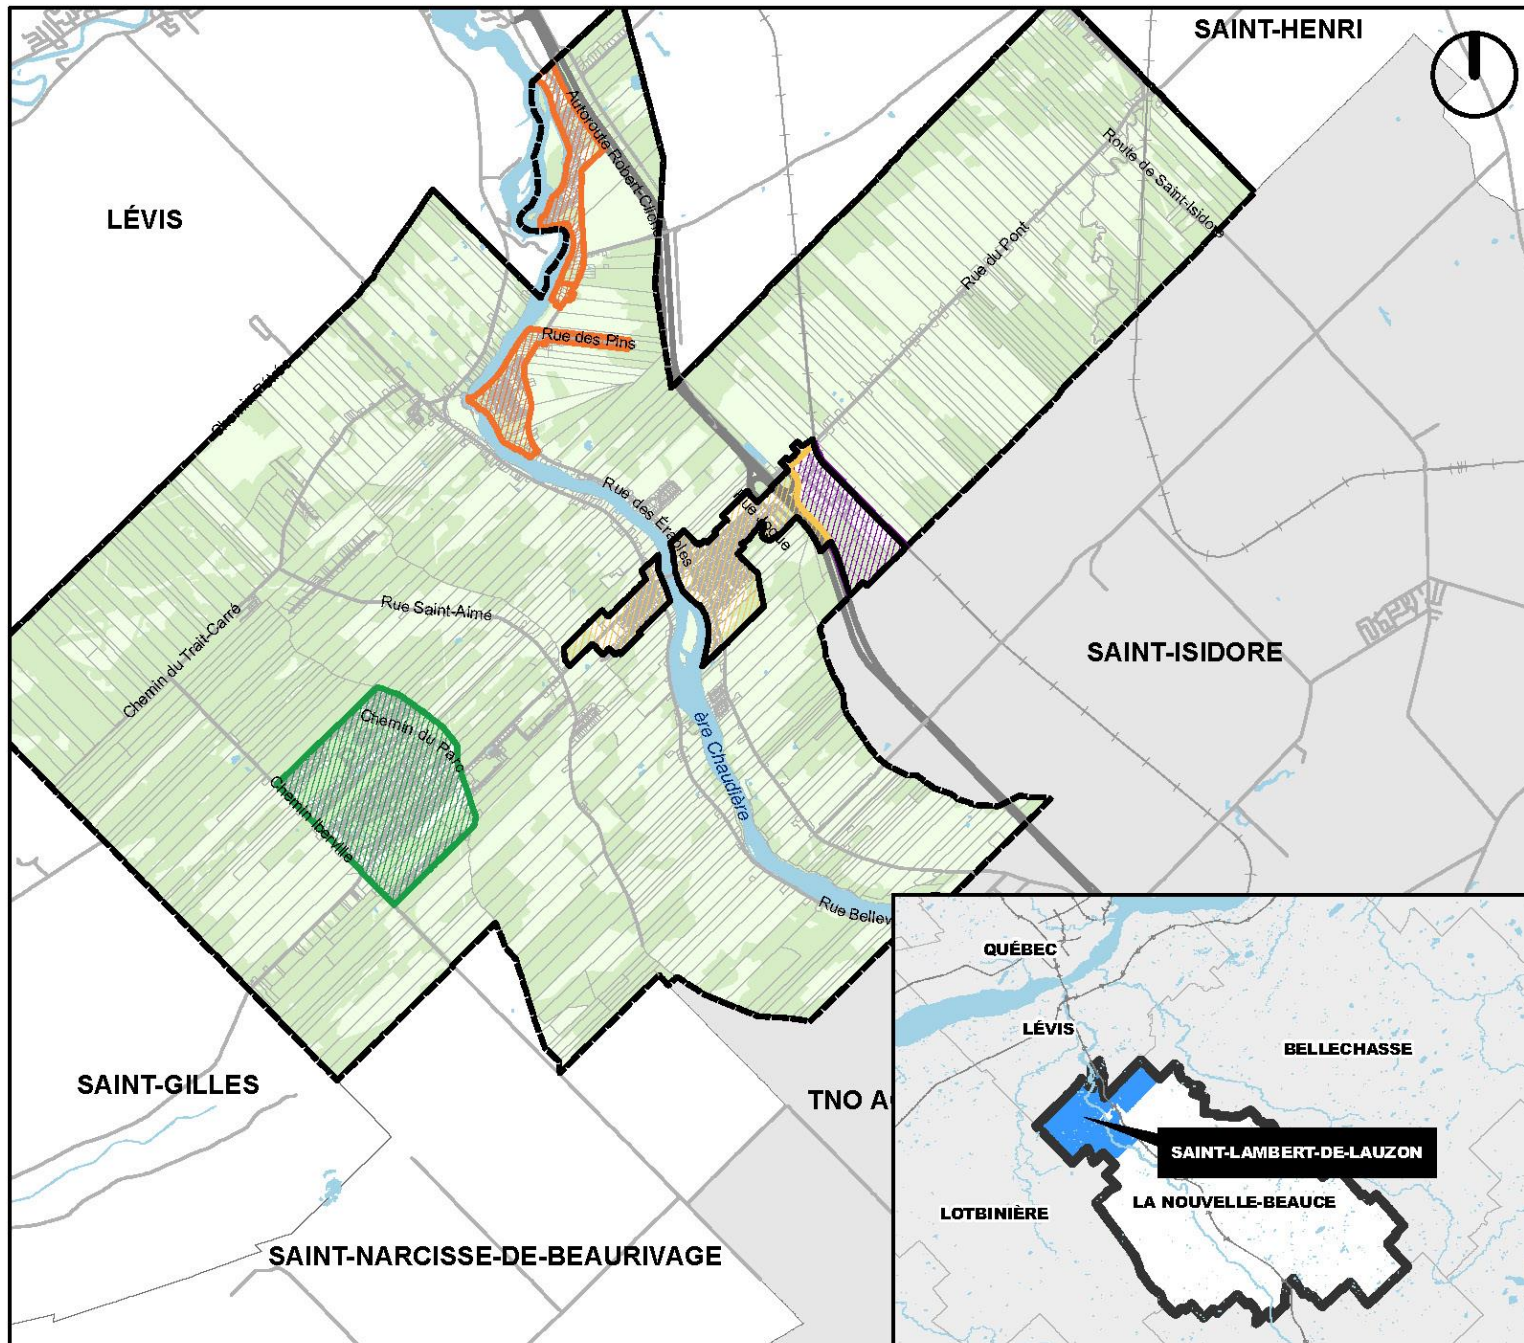 SAINT-HENRI
Autoroute Robert-Cliche
Route de Saint-Isidore
LÉVIS
Rue du Pont
Rue des Pins
Rue des Érables
Rue Saint-Aimé
Chemin du Trait-Carré
SAINT-ISIDORE
Chemin du Parc
ère Chaudière
Chemin Iberville
Rue Bellev
QUÉBEC
LÉVIS
BELLECHASSE
SAINT-GILLES
TNO A
SAINT-LAMBERT-DE-LAUZON
LA NOUVELLE-BEAUCE
LOTBINIÈRE
SAINT-NARCISSE-DE-BEAURIVAGE